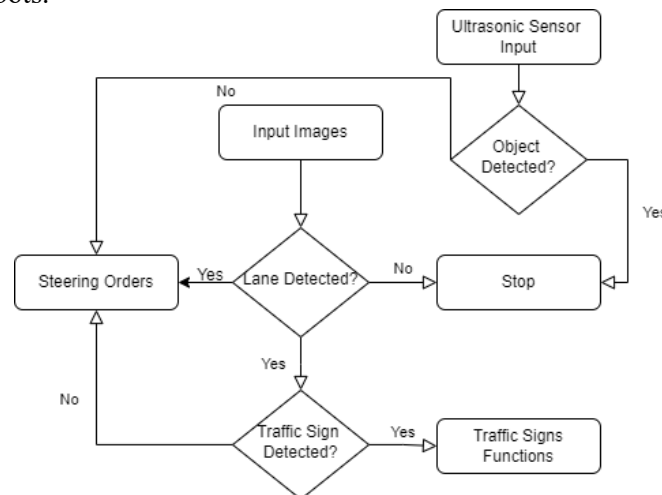 Ultrasonic Sensor
Input
No
Input Images
Object
Detected?
Yes
Steering Orders
Yes
Lane Detected?
No
Stop
Yes
No
Traffic Sign
Detected?
Yes
Traffic Signs
Functions